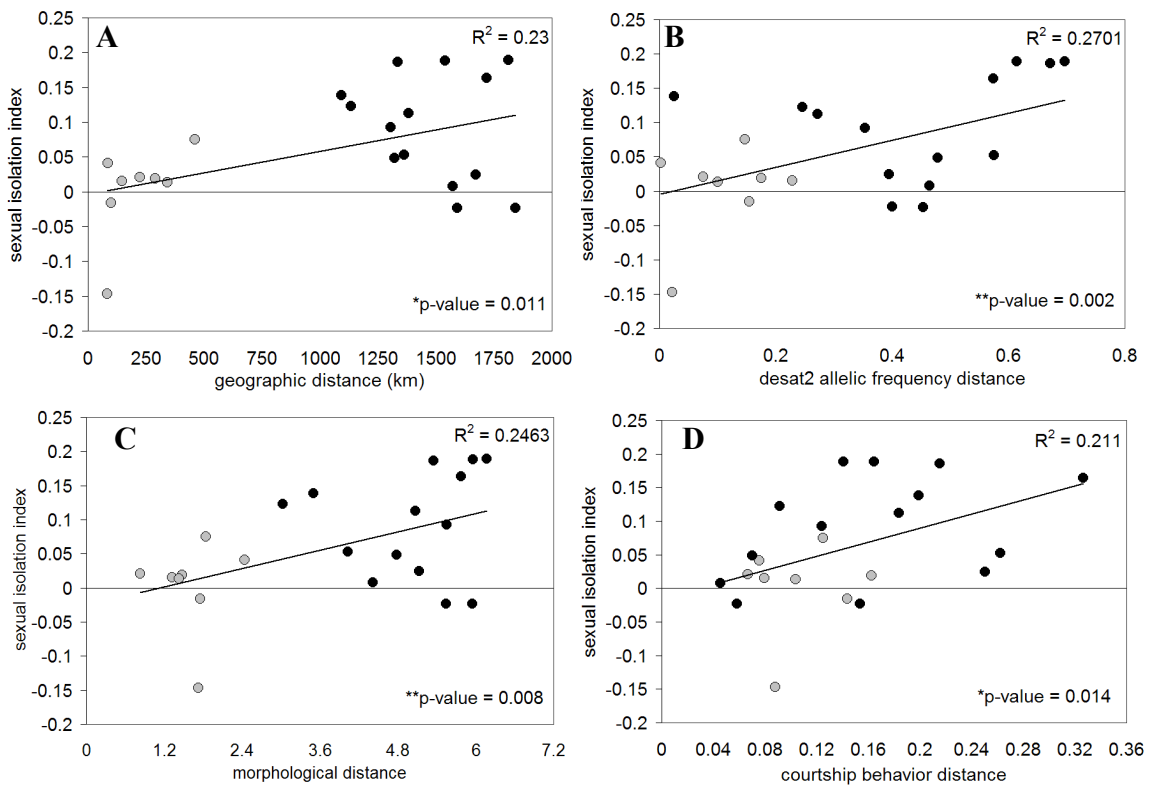 A
R² = 0.23
sexual isolation index
0.25
0.2
0.15
0.1
0.05
0
-0.05
-0.1
-0.15
-0.2
*p-value = 0.011
0 250 500 750 1000 1250 1500 1750 2000
geographic distance (km)
B
R² = 0.2701
sexual isolation index
0.25
0.2
0.15
0.1
0.05
0
-0.05
-0.1
-0.15
-0.2
**p-value = 0.002
0 0.2 0.4 0.6 0.8
desat2 allelic frequency distance
C
R² = 0.2463
sexual isolation index
0.25
0.2
0.15
0.1
0.05
0
-0.05
-0.1
-0.15
-0.2
**p-value = 0.008
0 1.2 2.4 3.6 4.8 6 7.2
morphological distance
D
R² = 0.211
sexual isolation index
0.25
0.2
0.15
0.1
0.05
0
-0.05
-0.1
-0.15
-0.2
*p-value = 0.014
0 0.04 0.08 0.12 0.16 0.20 0.24 0.28 0.32 0.36
courtship behavior distance